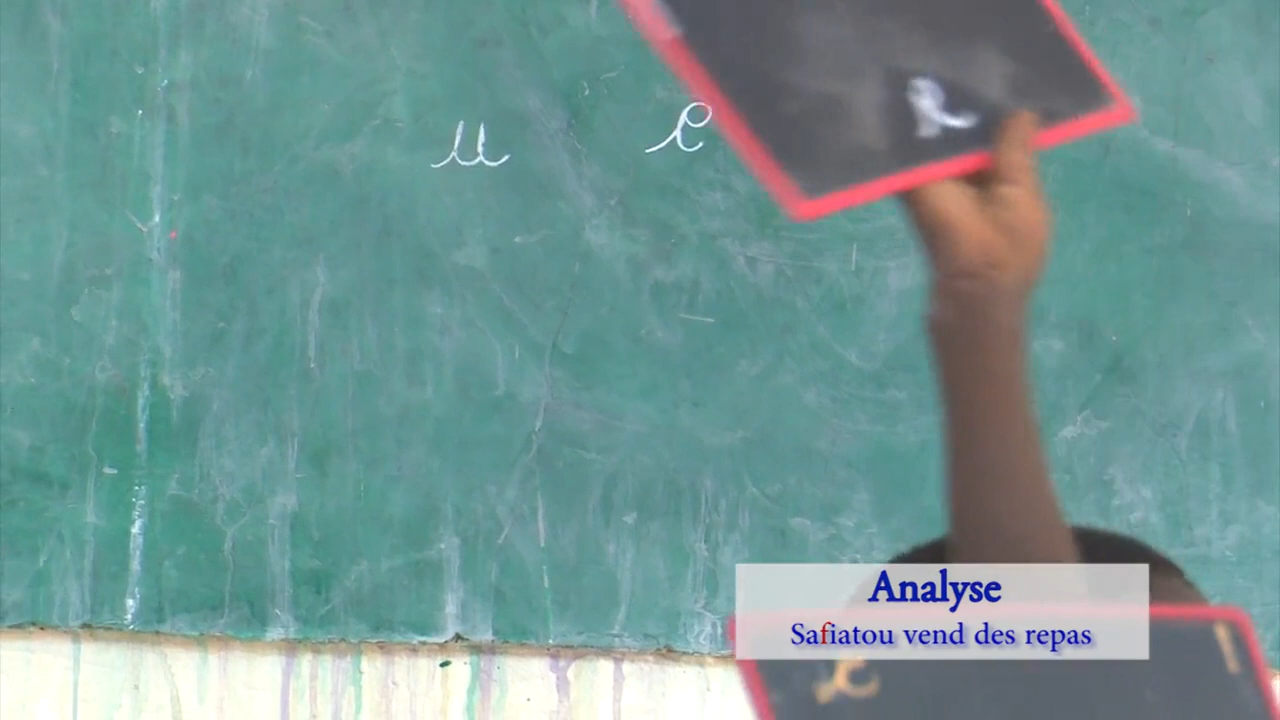 u e
e
Analyse
Safiatou vend des repas